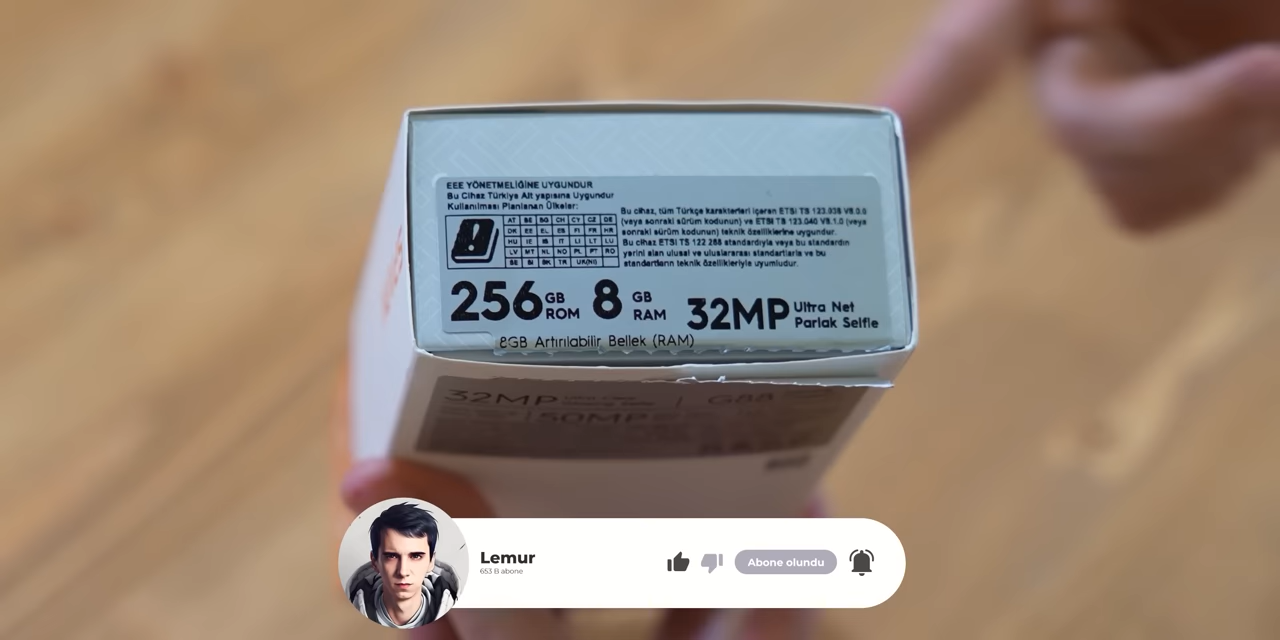 EEE YÖNETMELİĞİNE UYGUNDUR
Bu Cihaz Türkiye Alt yapısına Uygundur
Kullanılması Planlanan Ülkeler:
AT BE BG CH CY CZ DE
DK EE EL ES FI FR HR
HU IE IS IT LI LT LU
LV MT NL NO PL PT RO
SE SI SK TR UK(NI)
Bu cihaz, tüm Türkçe karakterleri içeren ETSI TS 123.038 V8.0.0
(veya sonraki sürüm kodunun) ve ETSI TS 123.040 V8.1.0 (veya
sonraki sürüm kodunun) teknik özelliklerine uygundur.
Bu cihaz ETSI TS 122 288 standardıyla veya bu standardın
yerini alan ulusal ve uluslararası standartlarla ve bu
standartların teknik özellikleriyle uyumludur.
256 GB ROM 8 GB RAM 32MP Ultra Net Parlak Selfie
8GB Artırılabilir Bellek (RAM)
32MP | G88
50MP
Lemur
653 B abone
Abone olundu